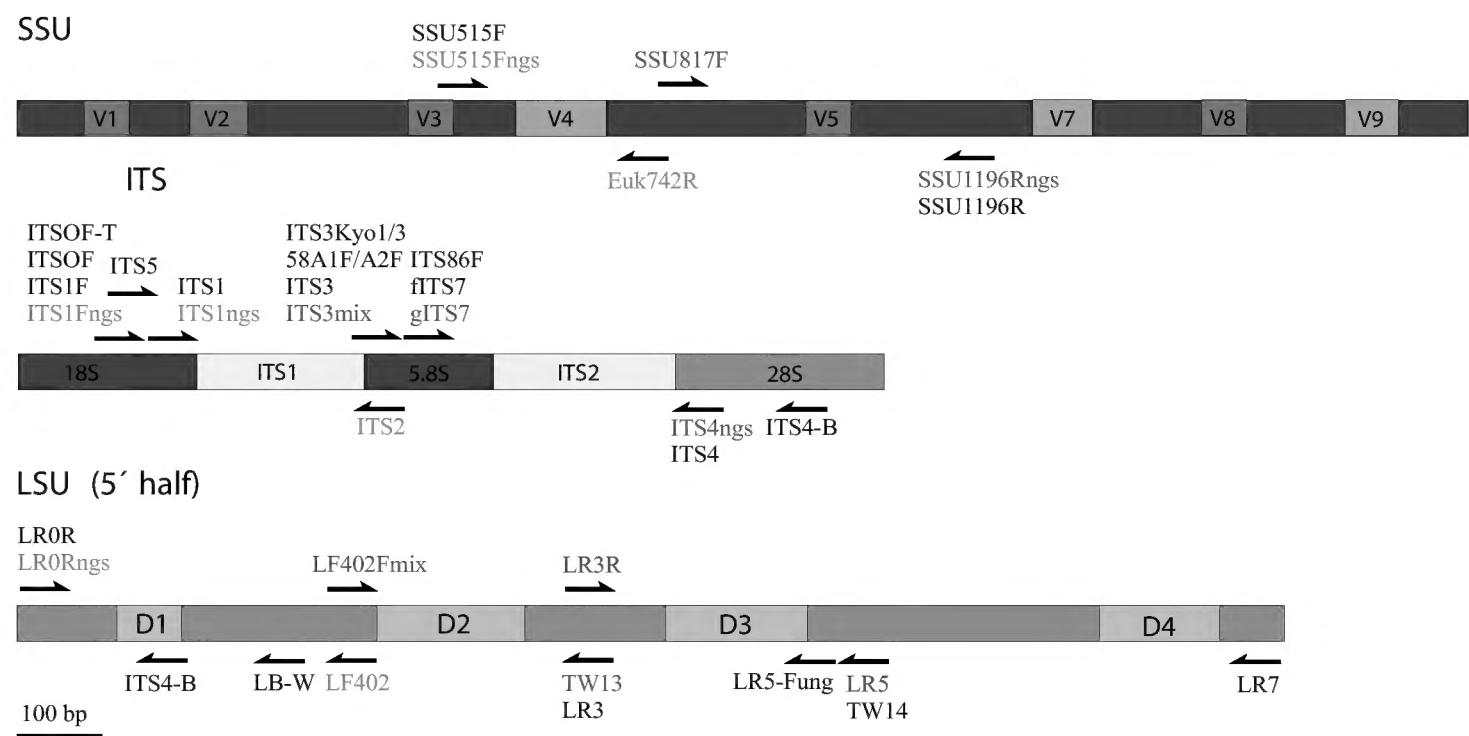 SSU
SSU515F
SSU515Fngs
SSU817F
V1 V2 V3 V4 V5 V7 V8 V9
Euk742R
SSU1196Rngs
SSU1196R
ITS
ITSOF-T
ITSOF
ITS1F
ITS1Fngs
ITS5
ITS1
ITS1ngs
ITS3Kyo1/3
58A1F/A2F
ITS3
ITS3mix
ITS86F
fITS7
gITS7
18S ITS1 5.8S ITS2 28S
ITS2
ITS4ngs
ITS4
ITS4-B
LSU (5´ half)
LR0R
LR0Rngs
LF402Fmix
LR3R
D1 D2 D3 D4
ITS4-B
LB-W
LF402
TW13
LR3
LR5-Fung
LR5
TW14
LR7
100 bp